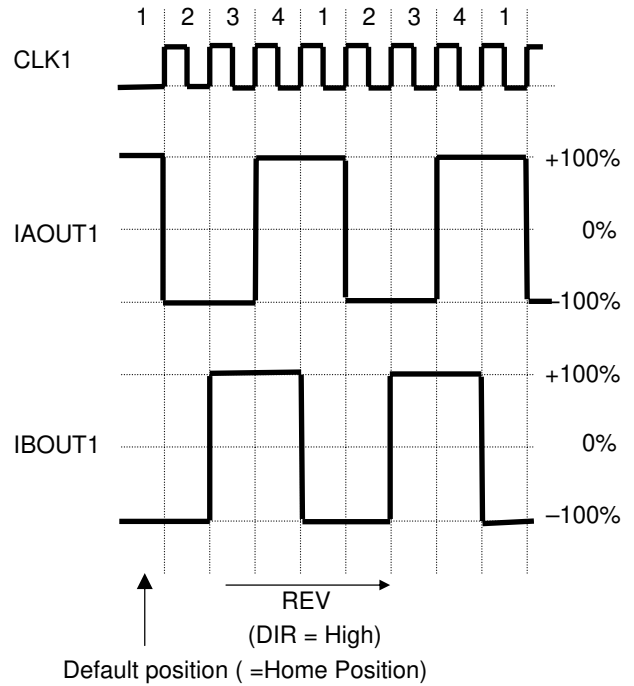 1 2 3 4 1 2 3 4 1
CLK1
+100%
IAOUT1
0%
–100%
+100%
IBOUT1
0%
–100%
REV
(DIR = High)
Default position ( =Home Position)